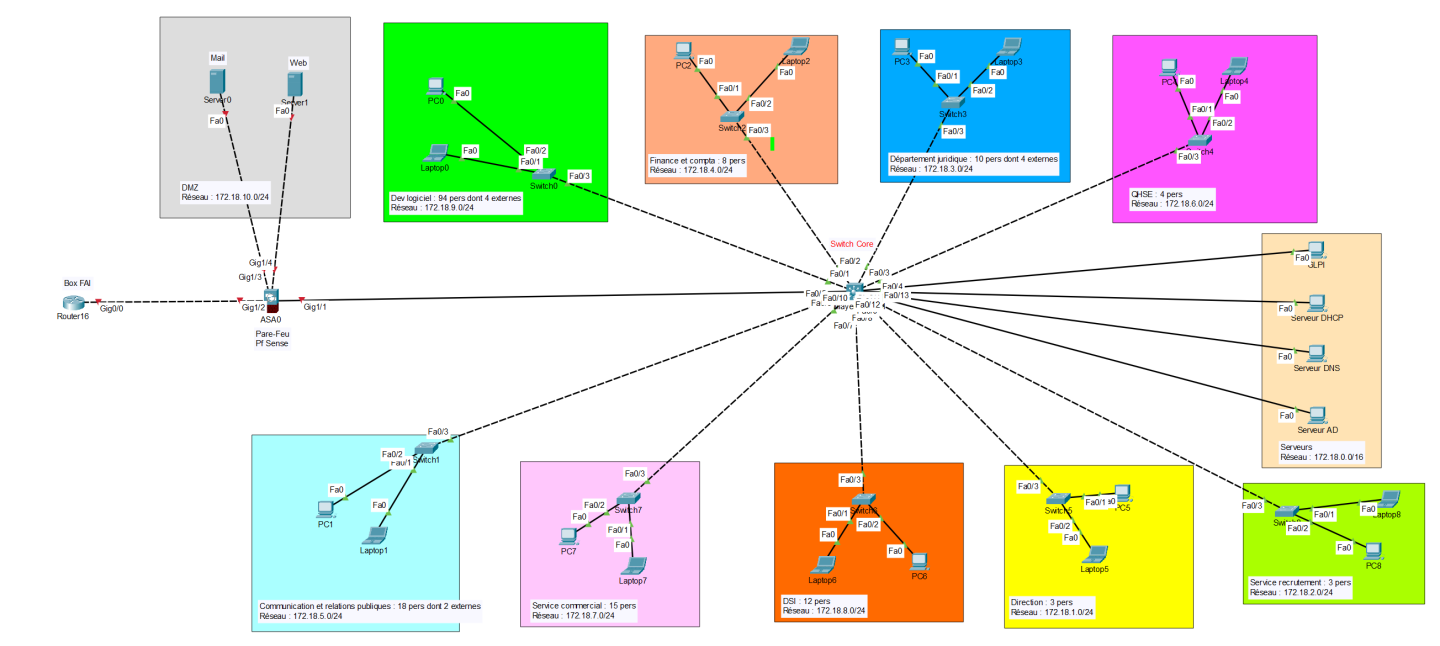 Mail
Web
Server0
Server1
Fa0
Fa0
DMZ
Réseau : 172.18.10.0/24
Gig1/4
Gig1/3
Box FAI
Router16
Gig0/0
Gig1/2
Gig1/1
ASA0
Pare-Feu
Pf Sense
PC0
Fa0
Laptop0
Fa0
Fa0/2
Fa0/1
Switch0
Fa0/3
Dev logiciel : 94 pers dont 4 externes
Réseau : 172.18.9.0/24
PC2
Fa0
Laptop2
Fa0
Fa0/1
Fa0/2
Switch2
Fa0/3
Finance et compta : 8 pers
Réseau : 172.18.4.0/24
PC3
Fa0
Laptop3
Fa0
Fa0/1
Fa0/2
Switch3
Fa0/3
Département juridique : 10 pers dont 4 externes
Réseau : 172.18.3.0/24
Laptop4
Fa0
Fa0
Fa0/1
Fa0/2
Fa0/3
QHSE : 4 pers
Réseau : 172.18.6.0/24
Switch Core
Fa0/2
Fa0/1
Fa0/3
Fa0/4
Fa0/13
Fa0/10
Fa0/12
Fa0/7
Fa0
GLPI
Fa0
Serveur DHCP
Fa0
Serveur DNS
Fa0
Serveur AD
Serveurs
Réseau : 172.18.0.0/16
Fa0/3
Fa0/2
Fa0/1
Switch1
Fa0
Fa0
PC1
Laptop1
Communication et relations publiques : 18 pers dont 2 externes
Réseau : 172.18.5.0/24
Fa0/3
Switch7
Fa0/2
Fa0
Fa0/1
Fa0
PC7
Laptop7
Service commercial : 15 pers
Réseau : 172.18.7.0/24
Fa0/3
Fa0/1
Fa0/2
Fa0
Fa0
Laptop6
PC6
DSI : 12 pers
Réseau : 172.18.8.0/24
Fa0/3
Switch5
Fa0/1
PC5
Fa0/2
Fa0
Laptop5
Direction : 3 pers
Réseau : 172.18.1.0/24
Fa0/3
Fa0/1
Fa0
Laptop8
Fa0/2
Fa0
PC8
Service recrutement : 3 pers
Réseau : 172.18.2.0/24